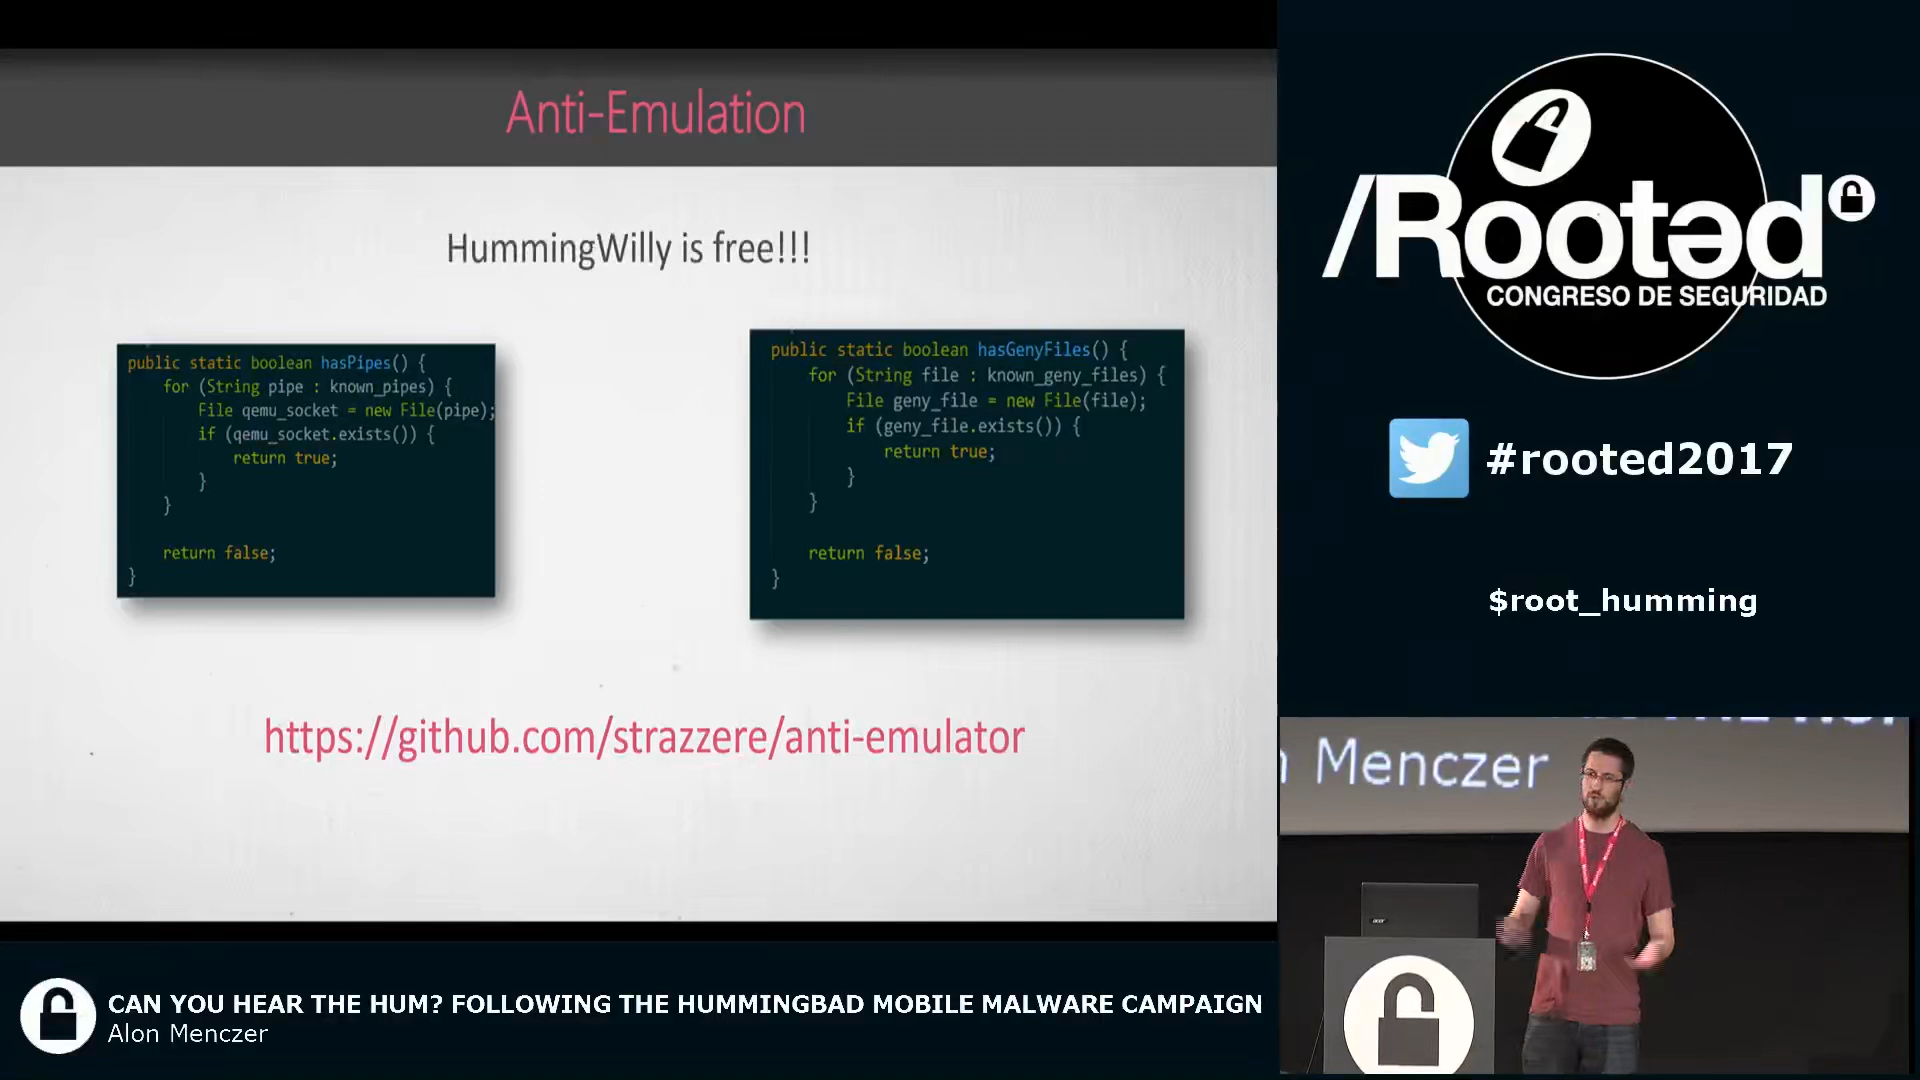 Anti-Emulation
HummingWilly is free!!!
public static boolean hasPipes() {
for (String pipe : known_pipes) {
File qemu_socket = new File(pipe);
if (qemu_socket.exists()) {
return true;
}
}
return false;
}
public static boolean hasGenyFiles() {
for (String file : known_geny_files) {
File geny_file = new File(file);
if (geny_file.exists()) {
return true;
}
}
return false;
}
https://github.com/strazzere/anti-emulator
/Rootəd
CONGRESO DE SEGURIDAD
#rooted2017
$root_humming
Menczer
acer
CAN YOU HEAR THE HUM? FOLLOWING THE HUMMINGBAD MOBILE MALWARE CAMPAIGN
Alon Menczer